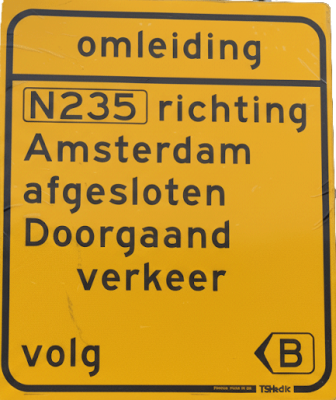 omleiding
N235 richting
Amsterdam
afgesloten
Doorgaand
verkeer
volg B